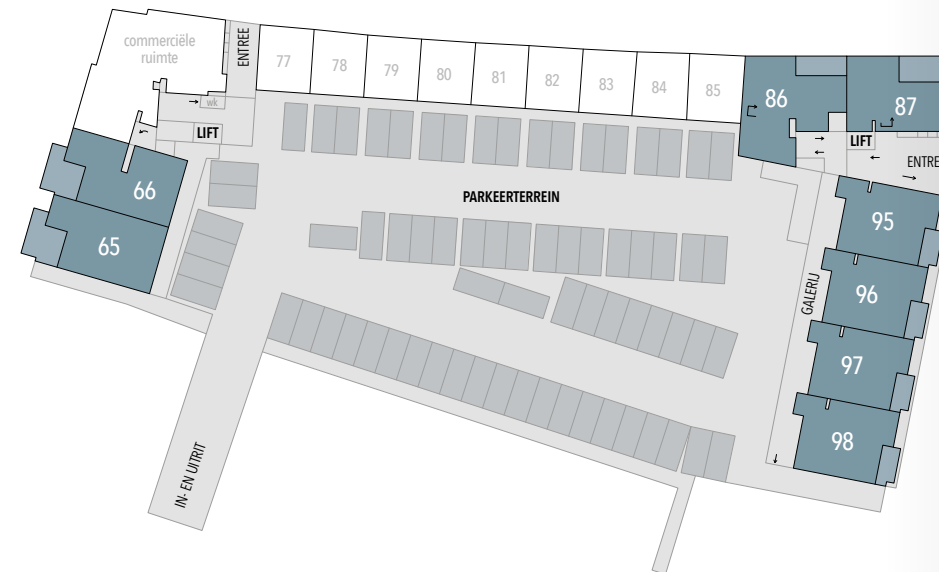 commerciële
ruimte
ENTREE
77
78
79
80
81
82
83
84
85
86
87
wk
LIFT
LIFT
ENTRE
66
65
PARKEERTERREIN
95
96
97
98
GALERIJ
IN- EN UITRIT